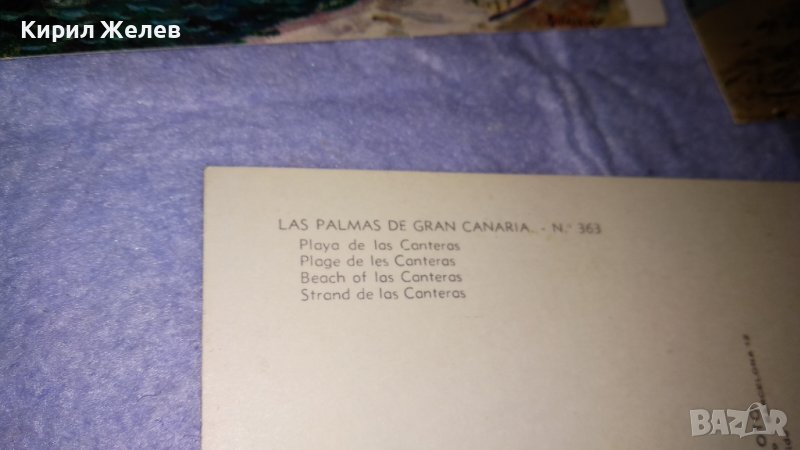 Кирил Желев
LAS PALMAS DE GRAN CANARIA. - N.° 363
Playa de las Canteras
Plage de les Canteras
Beach of las Canteras
Strand de las Canteras
BAZAR